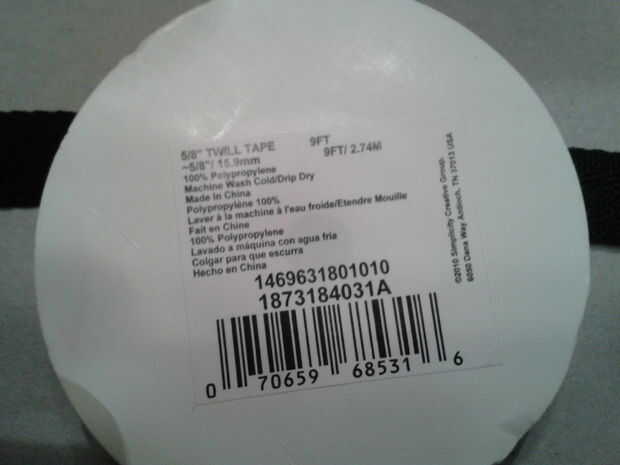 5/8" TWILL TAPE 9FT
~5/8"/ 15.9mm 9FT/ 2.74M
100% Polypropylene
Machine Wash Cold/Drip Dry
Made In China
Polypropylène 100%
Laver à la machine à l'eau froide/Etendre Mouille
Fait en Chine
100% Polypropylene
Lavado a màquina con agua fria
Colgar para que escurra
Hecho en China
1469631801010
1873184031A
0 70659 68531 6
©2010 Simplicity Creative Group,
6050 Dana Way Antioch, TN 37013 USA